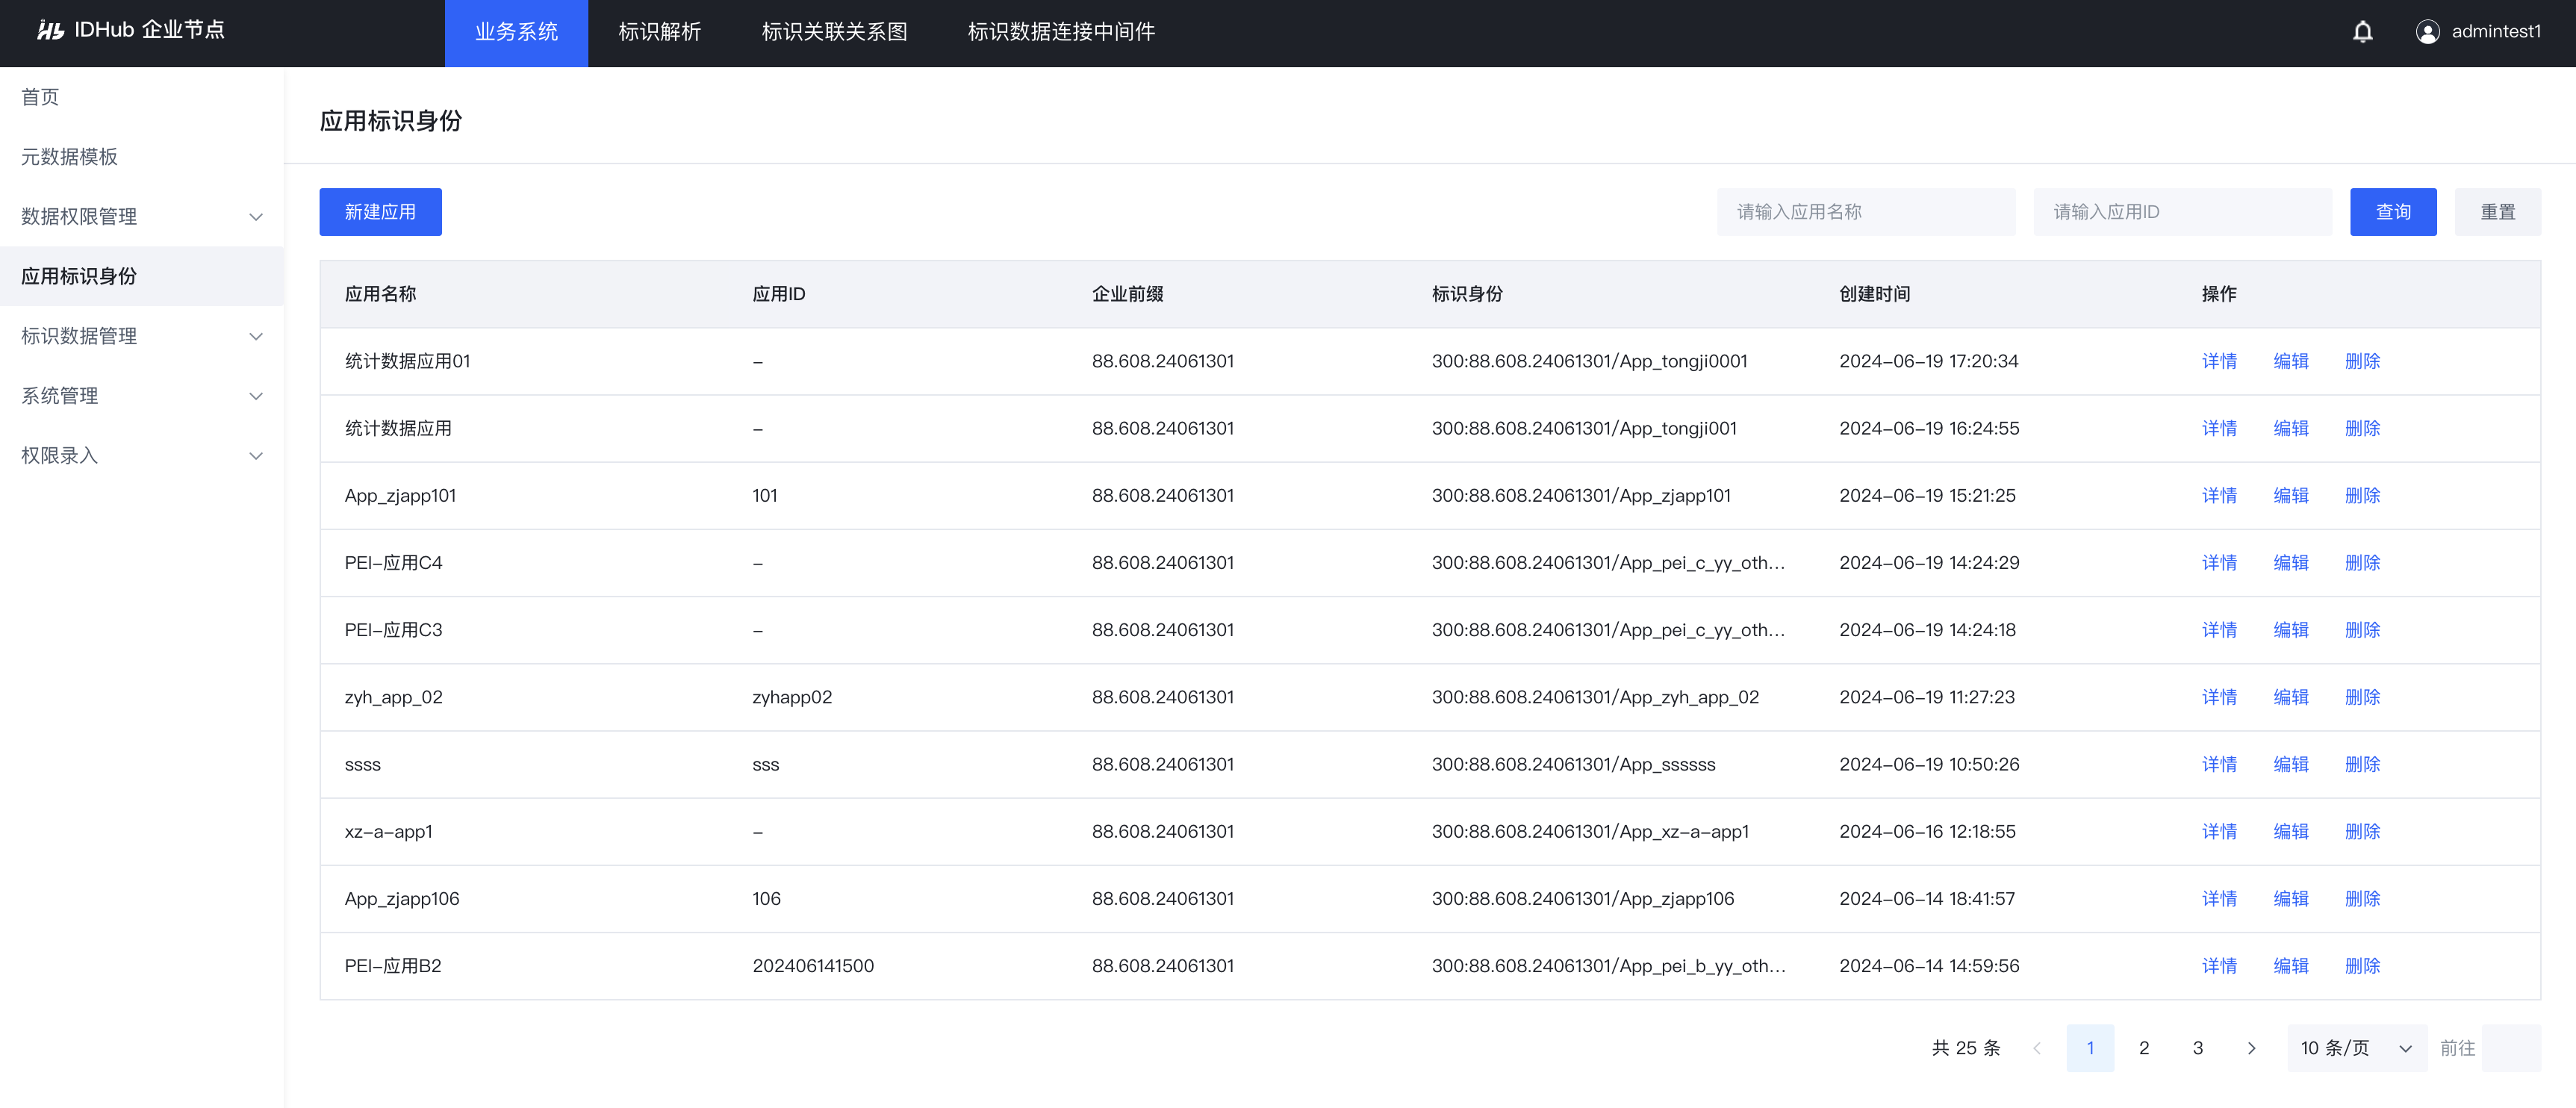 IDHub 企业节点
业务系统
标识解析
标识关联关系图
标识数据连接中间件
admintest1
首页
元数据模板
数据权限管理
应用标识身份
标识数据管理
系统管理
权限录入
应用标识身份
新建应用
请输入应用名称
请输入应用ID
查询
重置
应用名称 应用ID 企业前缀 标识身份 创建时间 操作
统计数据应用01 – 88.608.24061301 300:88.608.24061301/App_tongji0001 2024-06-19 17:20:34 详情 编辑 删除
统计数据应用 – 88.608.24061301 300:88.608.24061301/App_tongji001 2024-06-19 16:24:55 详情 编辑 删除
App_zjapp101 101 88.608.24061301 300:88.608.24061301/App_zjapp101 2024-06-19 15:21:25 详情 编辑 删除
PEI-应用C4 – 88.608.24061301 300:88.608.24061301/App_pei_c_yy_oth... 2024-06-19 14:24:29 详情 编辑 删除
PEI-应用C3 – 88.608.24061301 300:88.608.24061301/App_pei_c_yy_oth... 2024-06-19 14:24:18 详情 编辑 删除
zyh_app_02 zyhapp02 88.608.24061301 300:88.608.24061301/App_zyh_app_02 2024-06-19 11:27:23 详情 编辑 删除
ssss sss 88.608.24061301 300:88.608.24061301/App_ssssss 2024-06-19 10:50:26 详情 编辑 删除
xz-a-app1 – 88.608.24061301 300:88.608.24061301/App_xz-a-app1 2024-06-16 12:18:55 详情 编辑 删除
App_zjapp106 106 88.608.24061301 300:88.608.24061301/App_zjapp106 2024-06-14 18:41:57 详情 编辑 删除
PEI-应用B2 202406141500 88.608.24061301 300:88.608.24061301/App_pei_b_yy_oth... 2024-06-14 14:59:56 详情 编辑 删除
共 25 条 1 2 3 10 条/页 前往